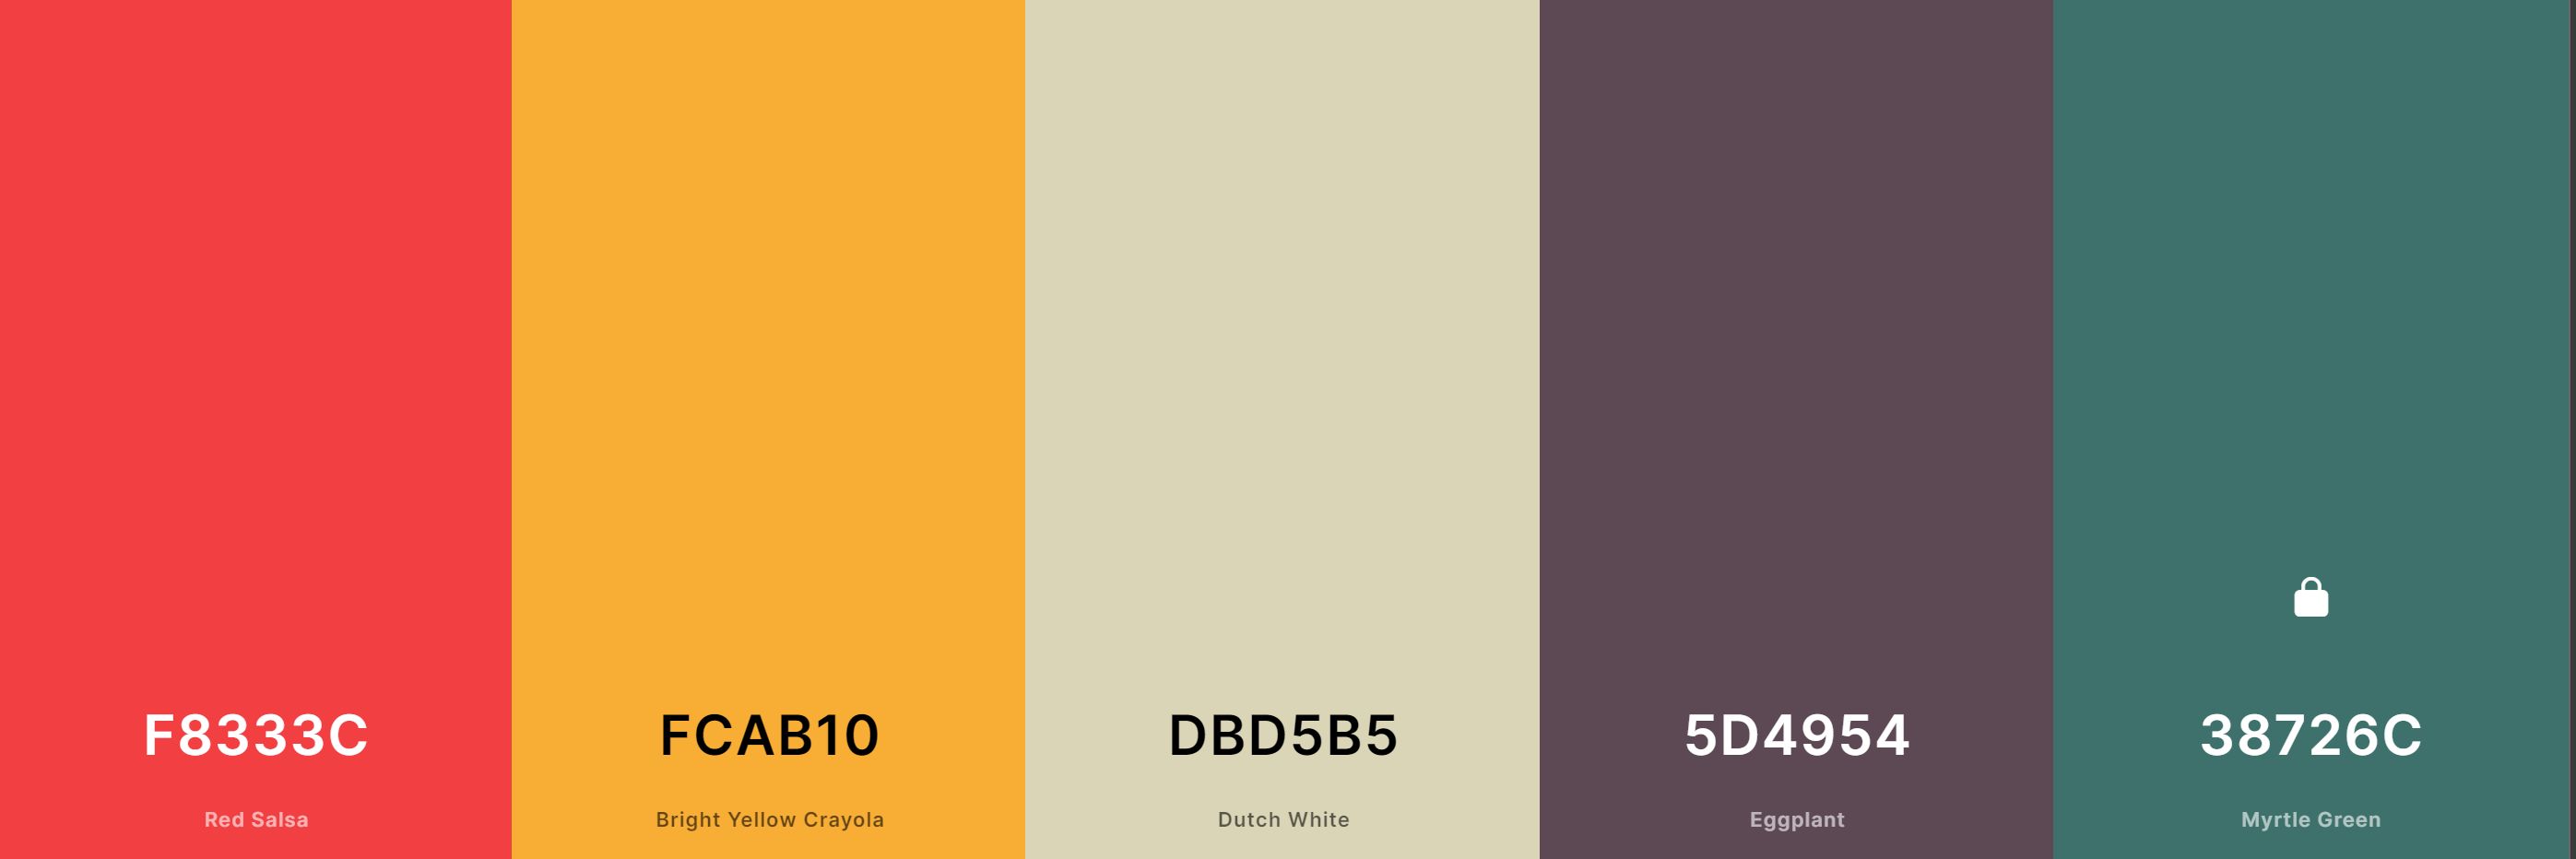 F8333C
Red Salsa
FCAB10
Bright Yellow Crayola
DBD5B5
Dutch White
5D4954
Eggplant
38726C
Myrtle Green